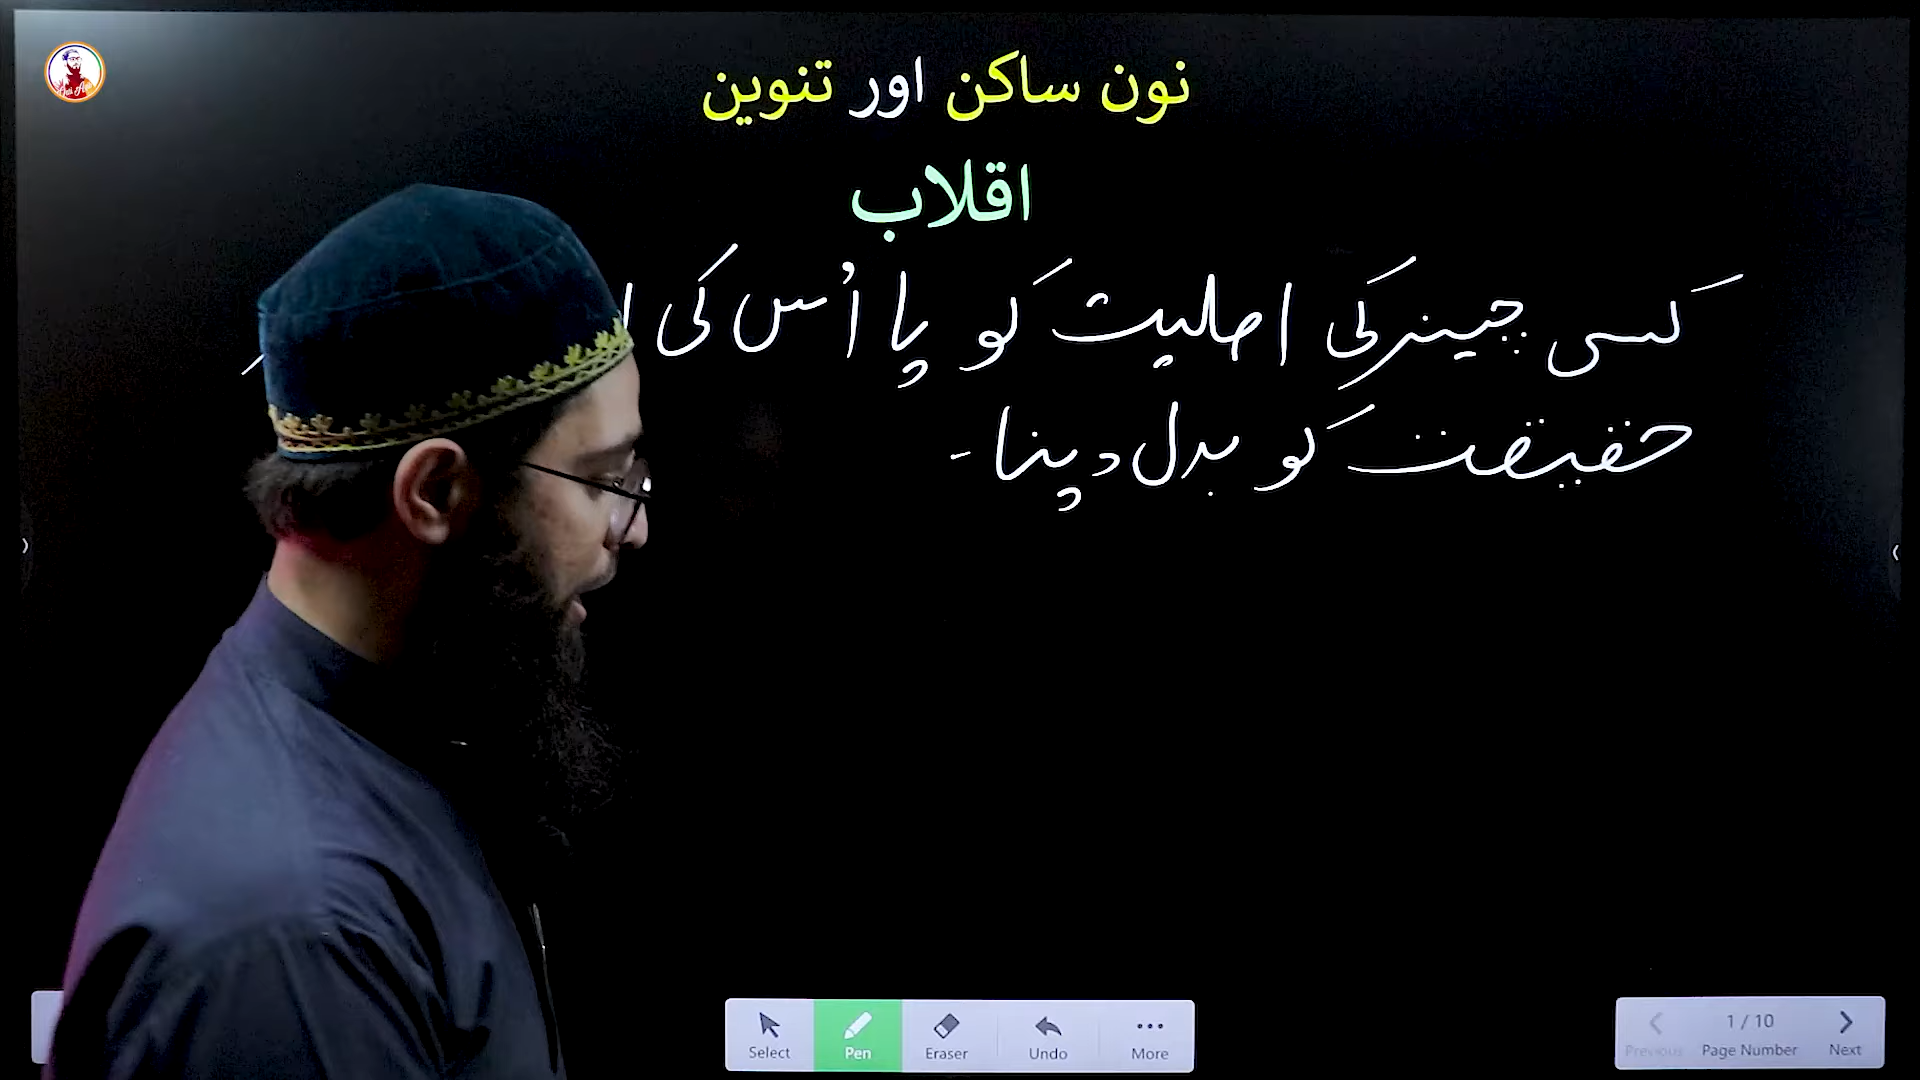 نون ساکن اور تنوین
اقلاب
کسی چیز کی اصلیت کو یا اُس کی
حقیقت کو بدل دینا۔
Select
Pen
Eraser
Undo
More
1 / 10
Previous
Page Number
Next